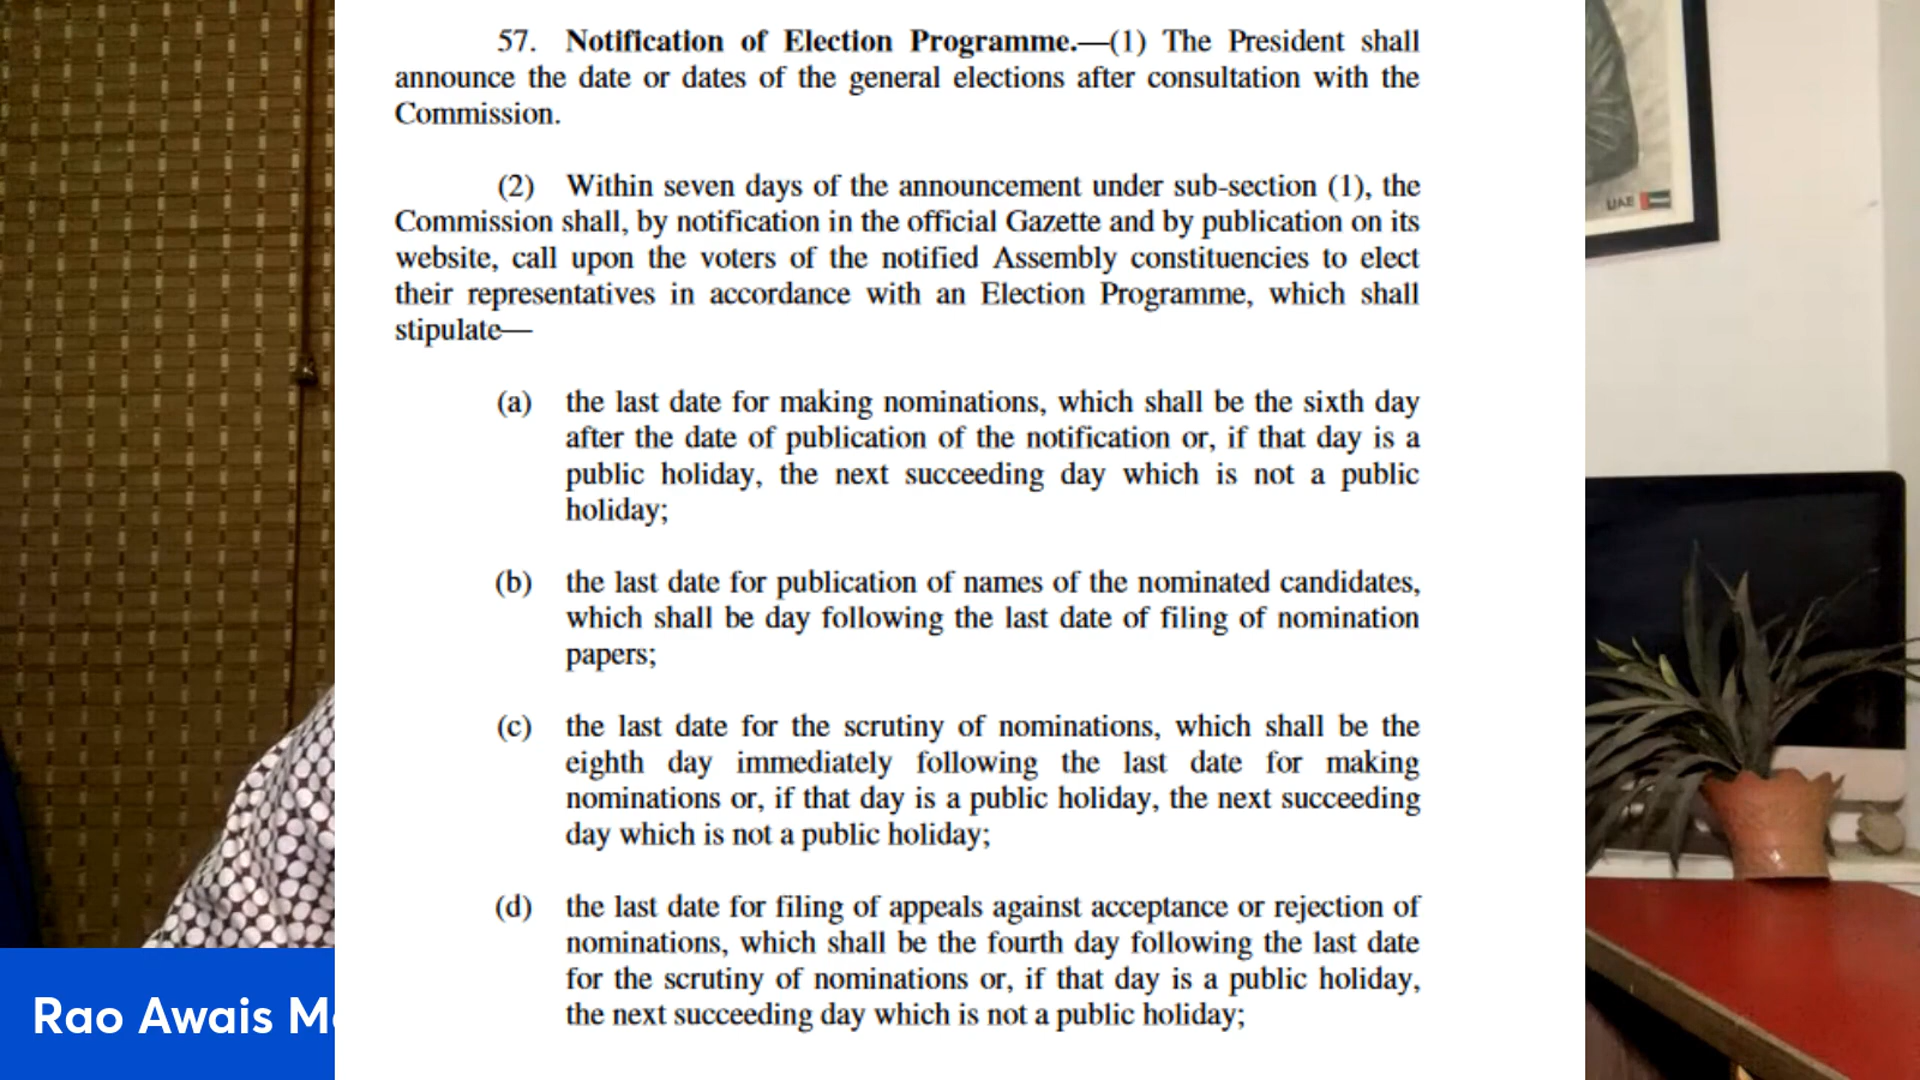 57. Notification of Election Programme.—(1) The President shall
announce the date or dates of the general elections after consultation with the
Commission.
(2) Within seven days of the announcement under sub-section (1), the
Commission shall, by notification in the official Gazette and by publication on its
website, call upon the voters of the notified Assembly constituencies to elect
their representatives in accordance with an Election Programme, which shall
stipulate—
(a) the last date for making nominations, which shall be the sixth day
after the date of publication of the notification or, if that day is a
public holiday, the next succeeding day which is not a public
holiday;
(b) the last date for publication of names of the nominated candidates,
which shall be day following the last date of filing of nomination
papers;
(c) the last date for the scrutiny of nominations, which shall be the
eighth day immediately following the last date for making
nominations or, if that day is a public holiday, the next succeeding
day which is not a public holiday;
(d) the last date for filing of appeals against acceptance or rejection of
nominations, which shall be the fourth day following the last date
for the scrutiny of nominations or, if that day is a public holiday,
the next succeeding day which is not a public holiday;
UAE
Rao Awais